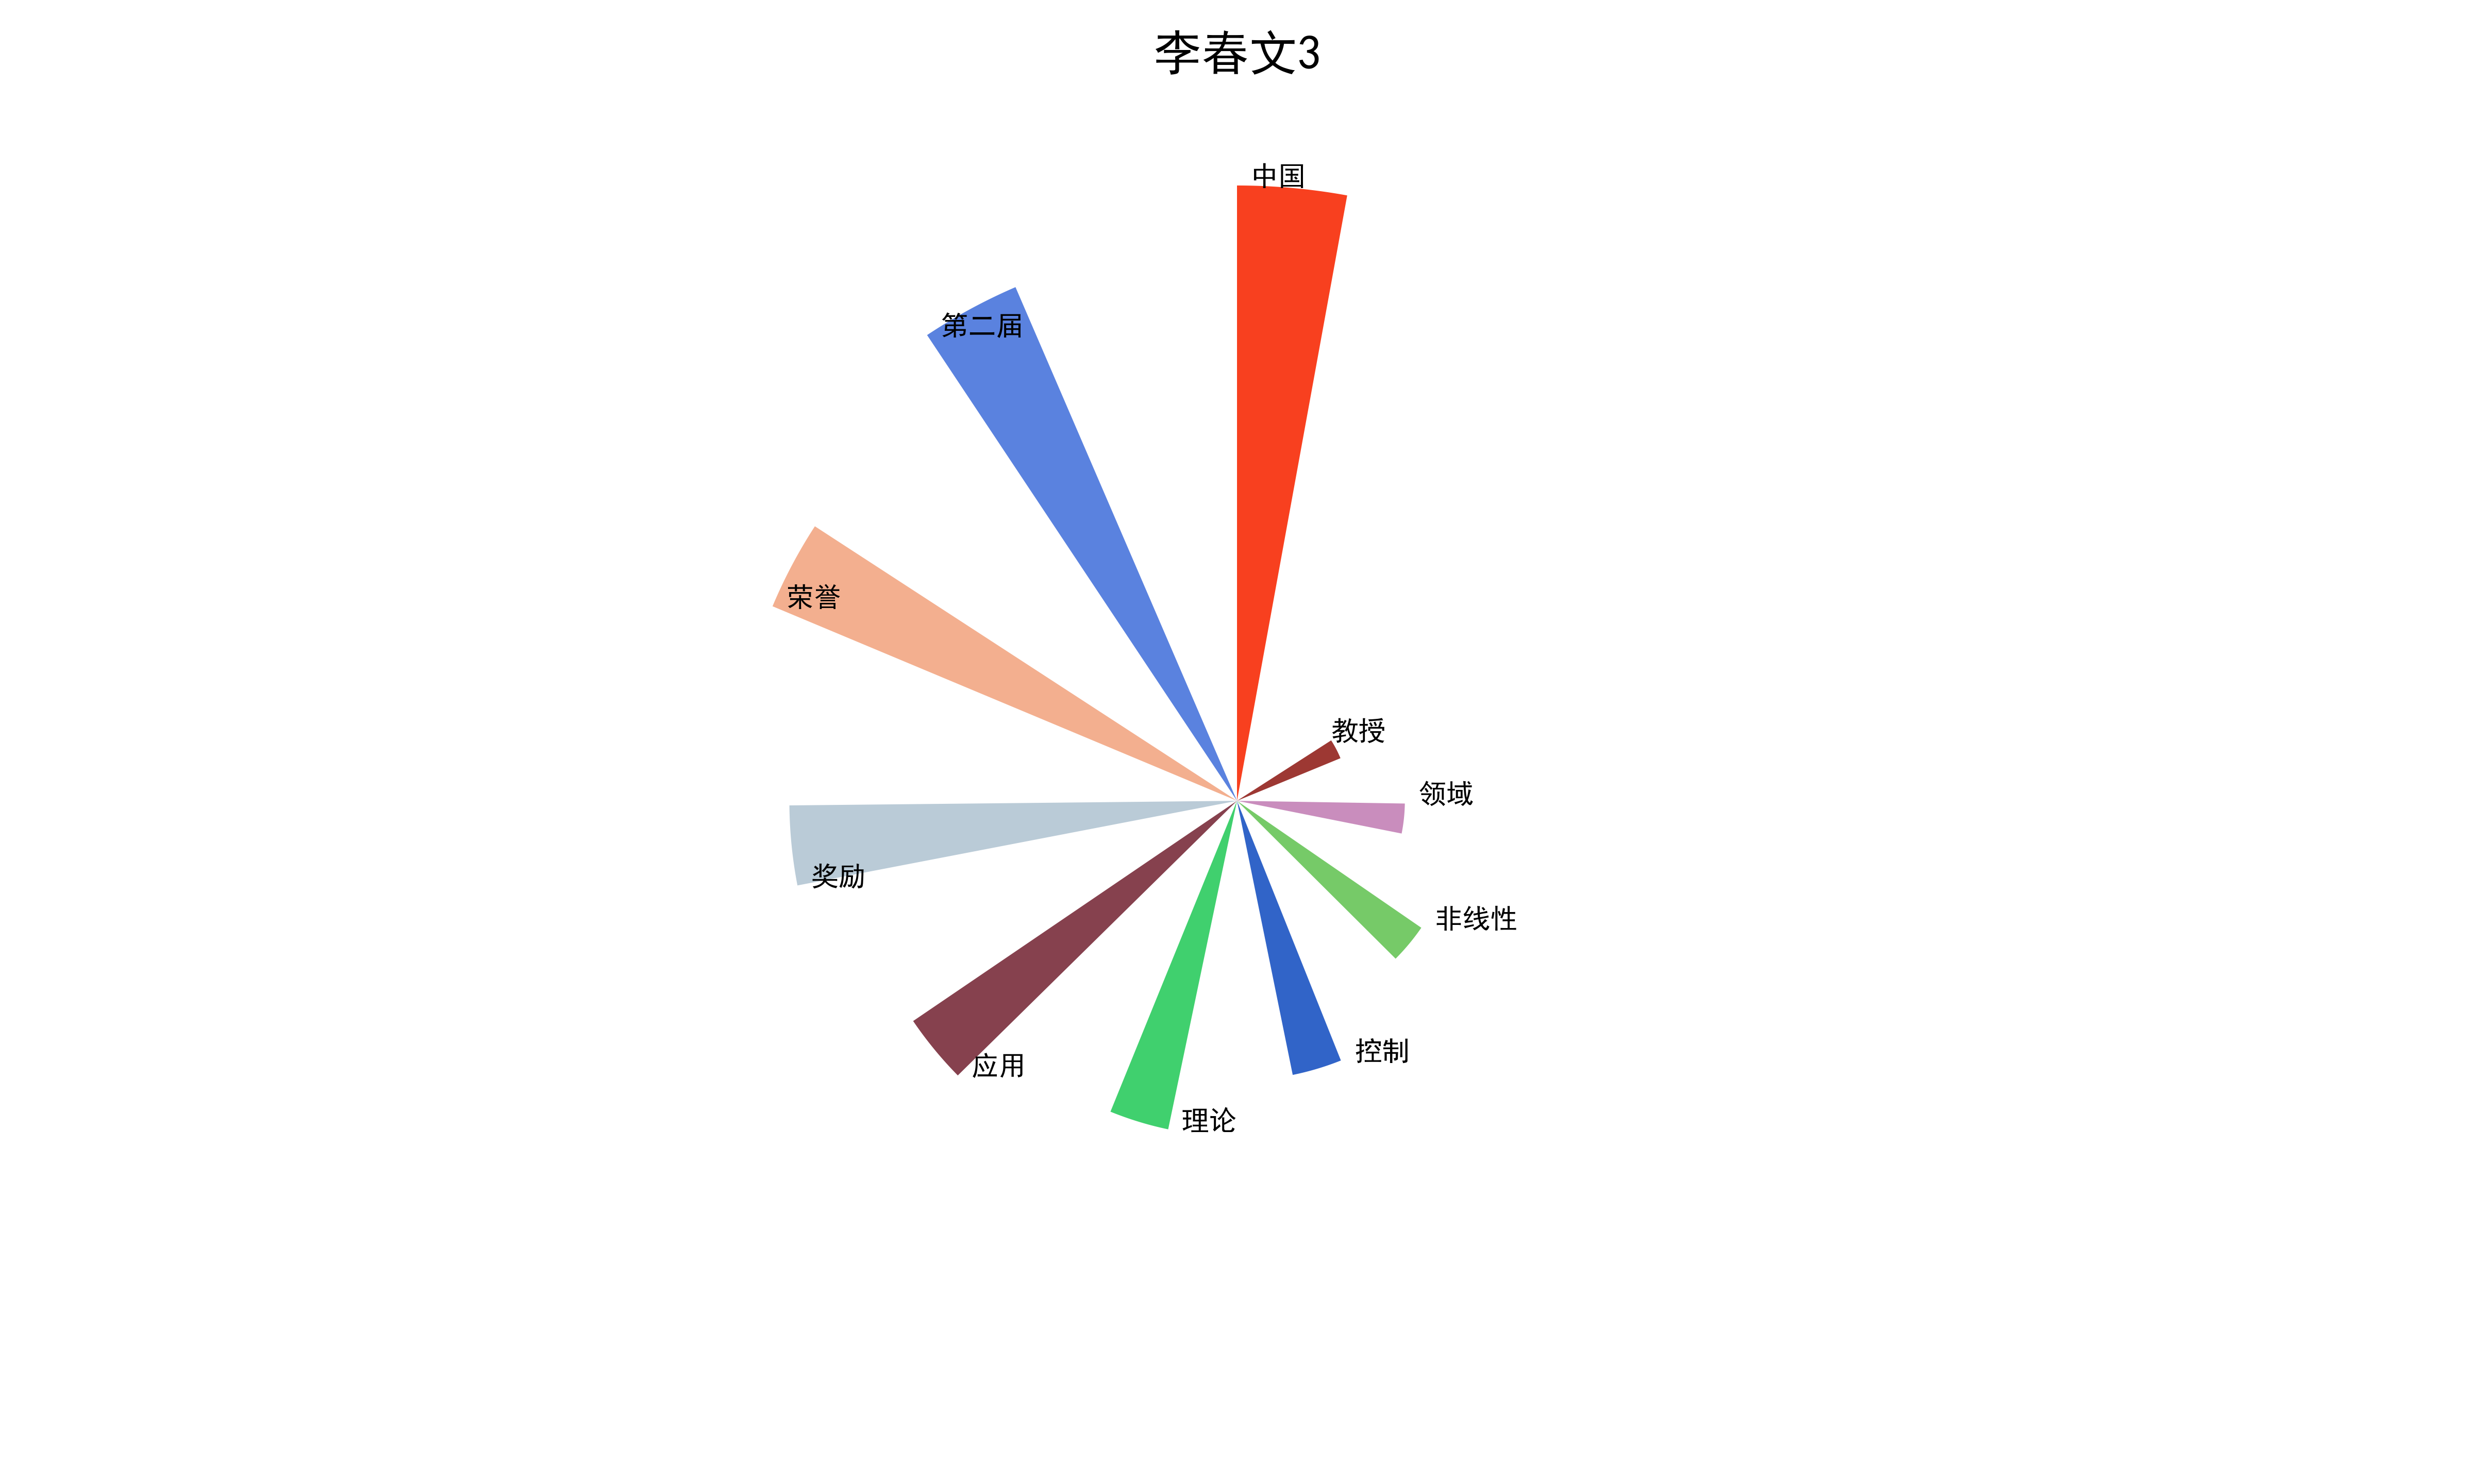 李春文3
中国
第二届
荣誉
教授
领域
奖励
非线性
控制
应用
理论